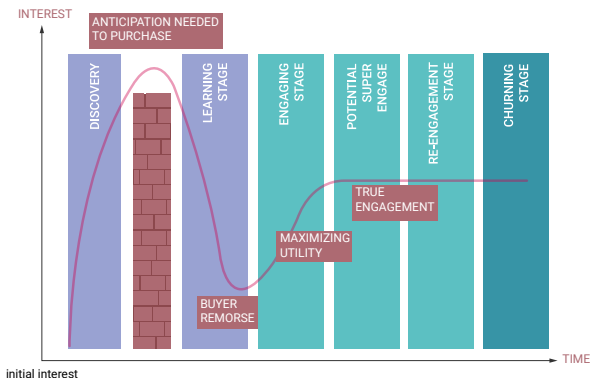 INTEREST
ANTICIPATION NEEDED
TO PURCHASE
DISCOVERY
LEARNING
STAGE
ENGAGING
STAGE
POTENTIAL
SUPER
ENGAGE
RE-ENGAGEMENT
STAGE
CHURNING
STAGE
TRUE
ENGAGEMENT
MAXIMIZING
UTILITY
BUYER
REMORSE
TIME
initial interest